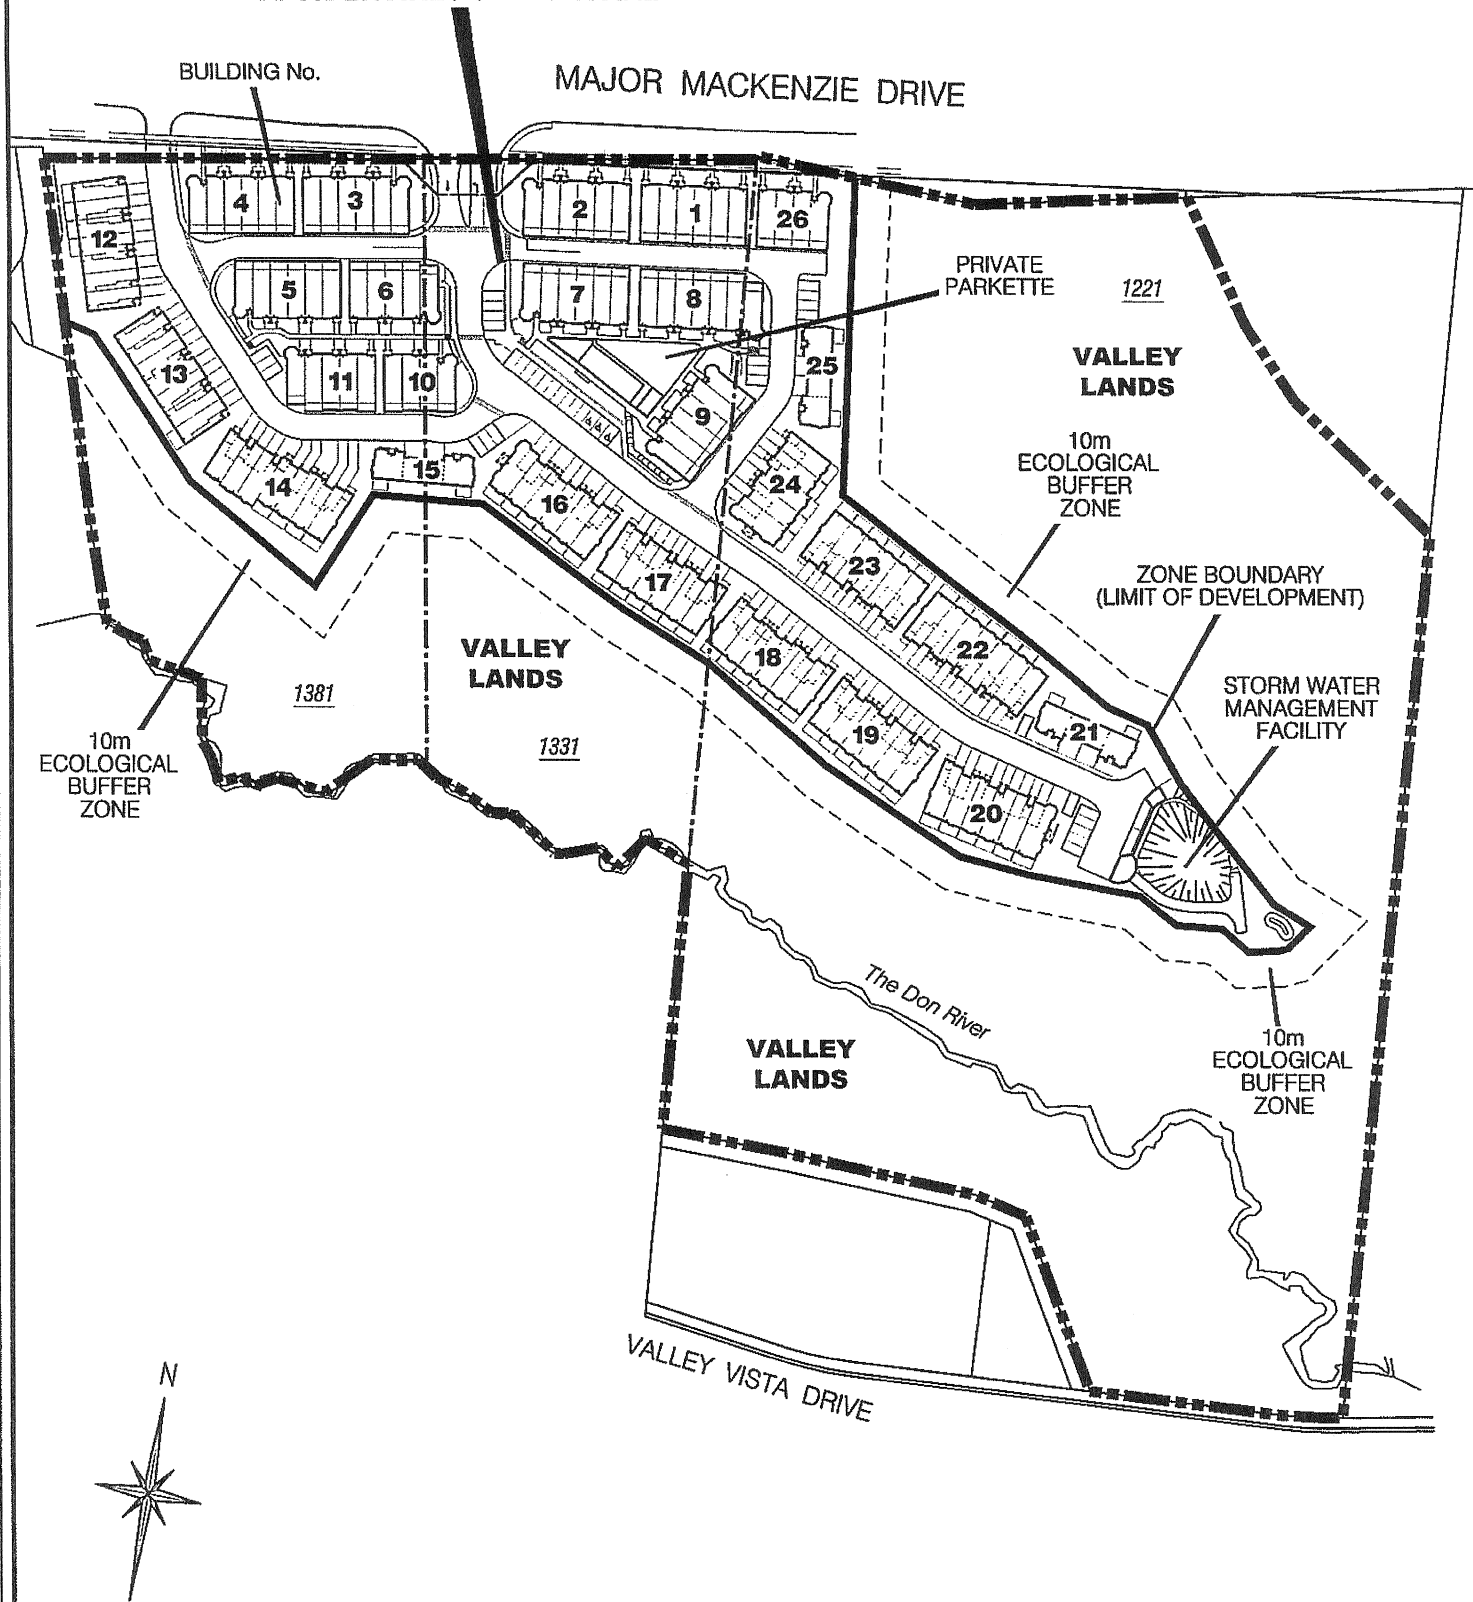 BUILDING No.
MAJOR MACKENZIE DRIVE
4
3
2
1
26
12
5
6
7
8
PRIVATE
PARKETTE
1221
VALLEY
LANDS
13
11
10
9
25
10m
ECOLOGICAL
BUFFER
ZONE
14
15
16
24
23
17
ZONE BOUNDARY
(LIMIT OF DEVELOPMENT)
22
18
VALLEY
LANDS
1381
1331
STORM WATER
MANAGEMENT
FACILITY
19
21
20
10m
ECOLOGICAL
BUFFER
ZONE
The Don River
VALLEY
LANDS
10m
ECOLOGICAL
BUFFER
ZONE
VALLEY VISTA DRIVE
N